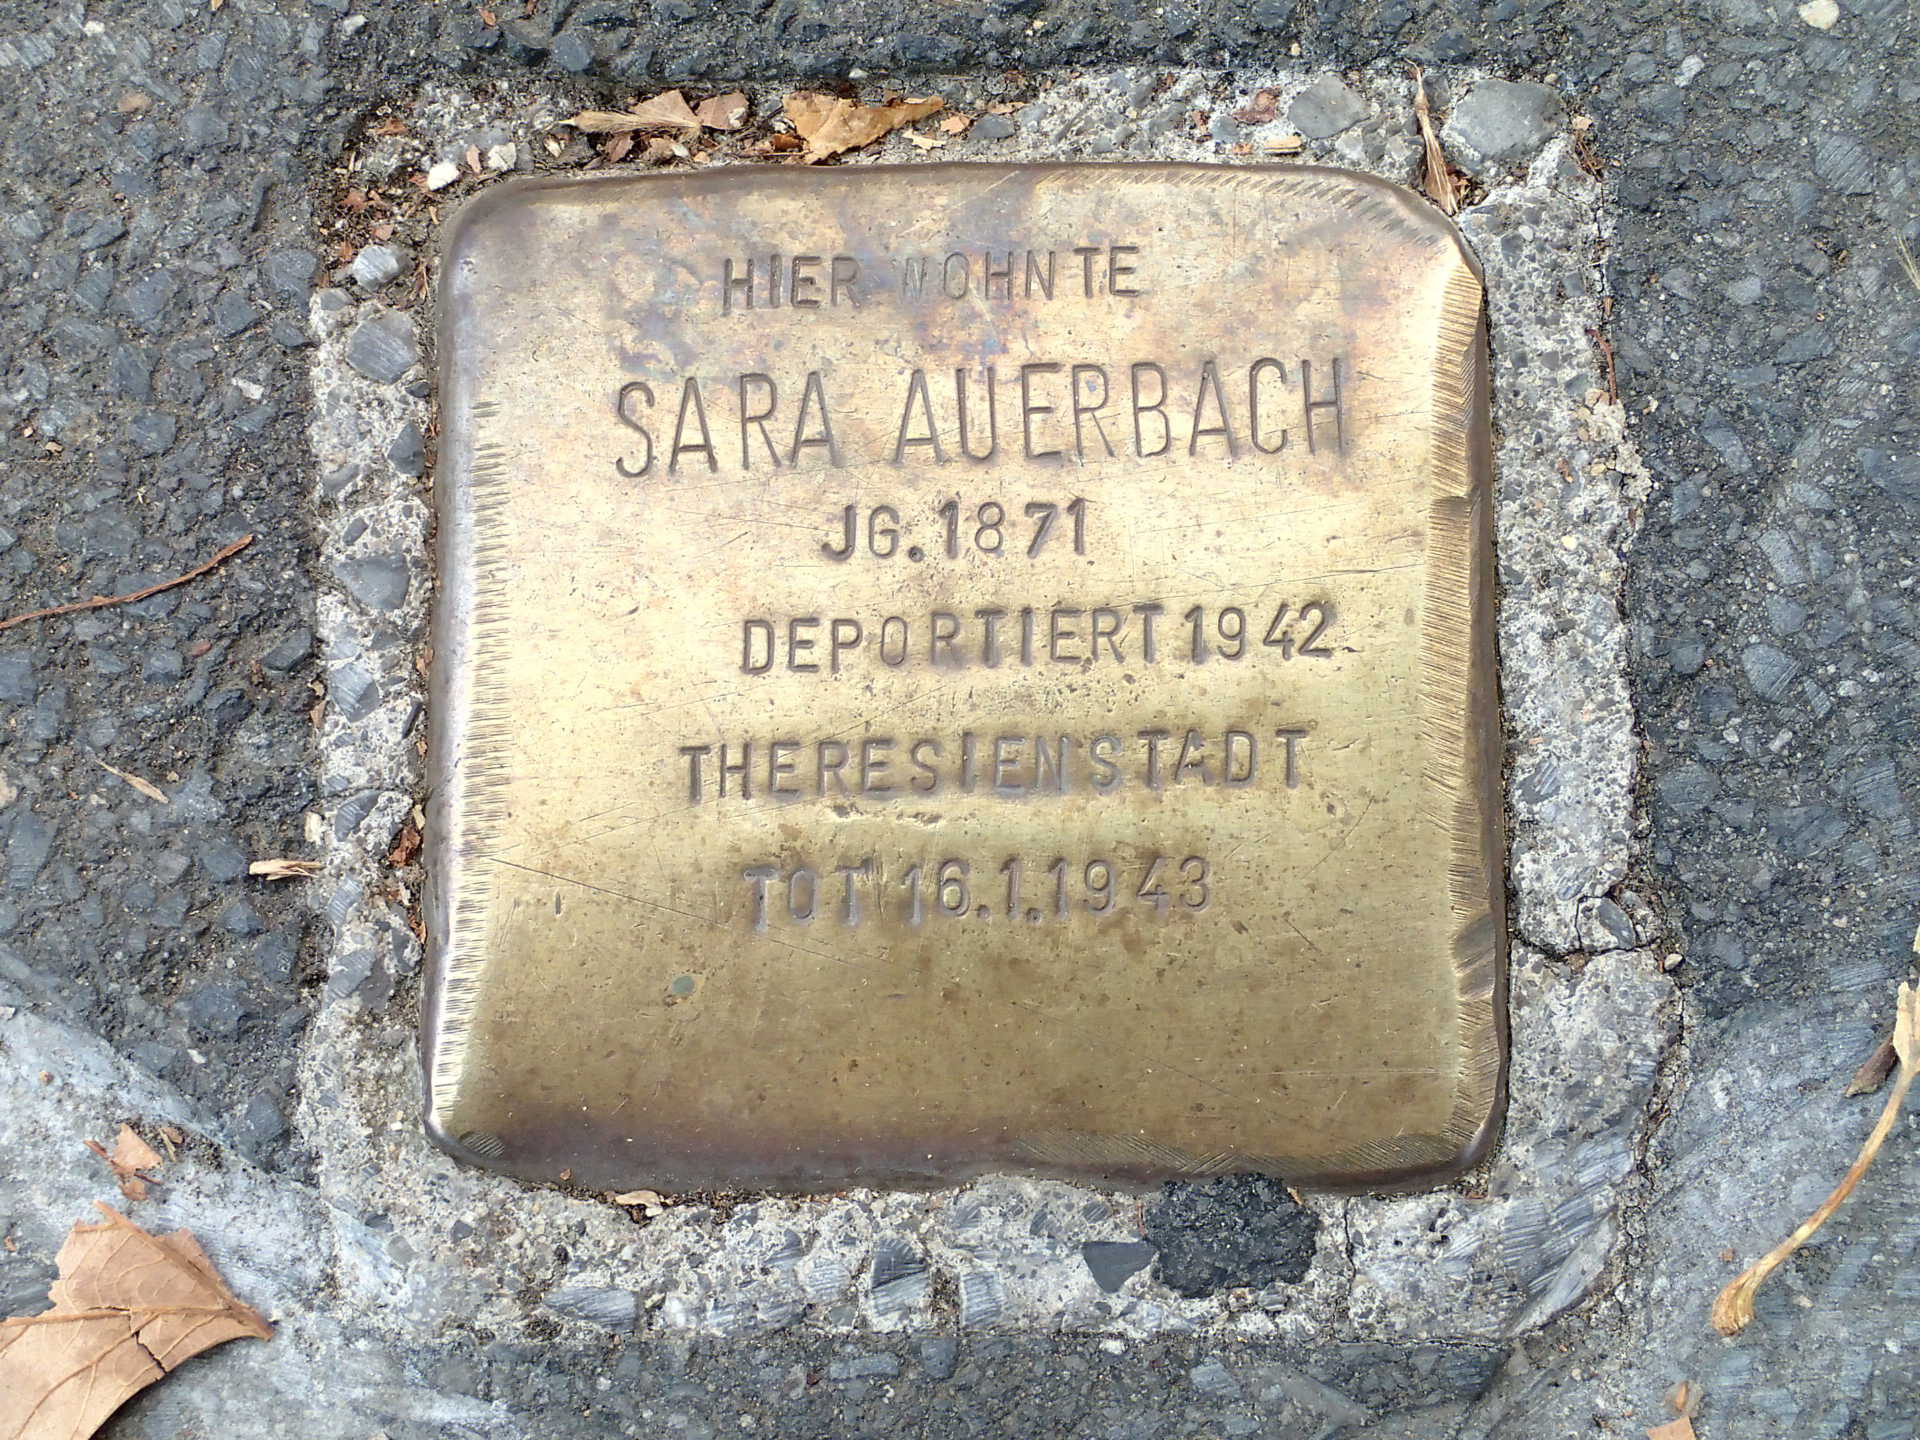 HIER WOHNTE
SARA AUERBACH
JG. 1871
DEPORTIERT 1942
THERESIENSTADT
TOT 16.1.1943